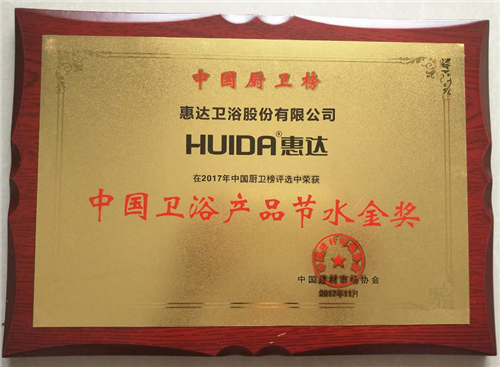 中国厨卫榜
惠达卫浴股份有限公司
HUIDA®惠达
在2017年中国厨卫榜评选中荣获
中国卫浴产品节水金奖
中国建材市场协会
2017年11月